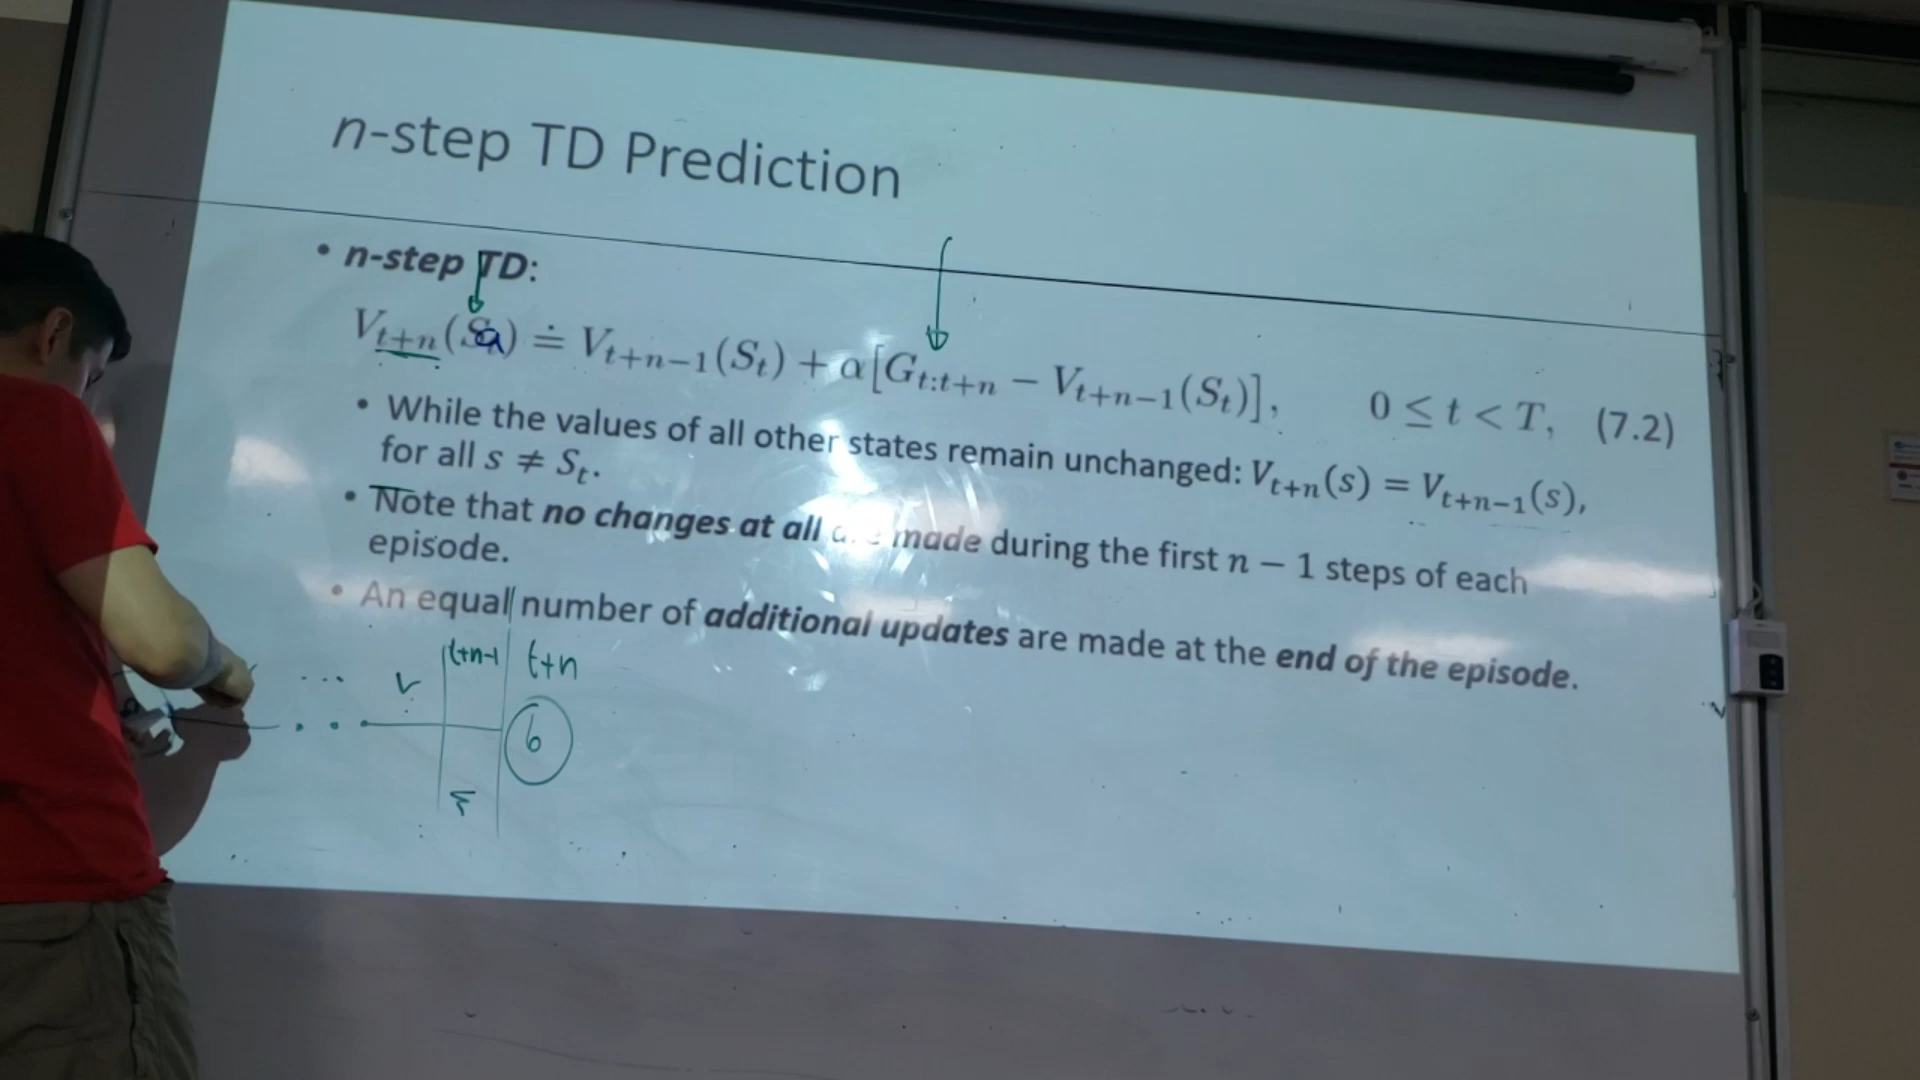 n-step TD Prediction
• n-step TD:
V_{t+n}(S_a) ≐ V_{t+n−1}(S_t) + α[G_{t:t+n} − V_{t+n−1}(S_t)], 0 ≤ t < T, (7.2)
• While the values of all other states remain unchanged: V_{t+n}(s) = V_{t+n−1}(s),
for all s ≠ S_t.
• Note that no changes at all are made during the first n − 1 steps of each
episode.
• An equal number of additional updates are made at the end of the episode.
... V t+n-1 t+n
6